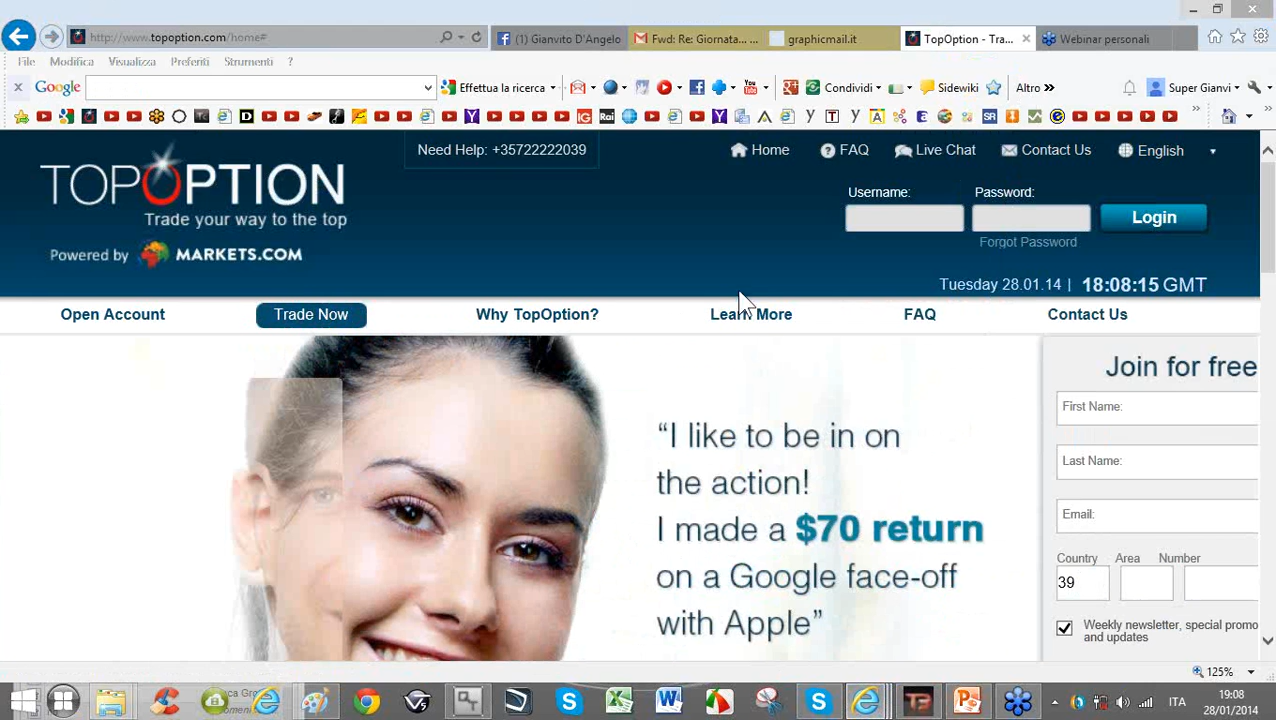 http://www.topoption.com/home#
(1) Gianvito D'Angelo
Fwd: Re: Giornata... ...
graphicmail.it
TopOption - Tra...
Webinar personali
File Modifica Visualizza Preferiti Strumenti ?
Google
Effettua la ricerca
Condividi
Sidewiki
Altro »
Super Gianvi
TOPOPTION
Trade your way to the top
Powered by MARKETS.COM
Need Help: +35722222039
Home
FAQ
Live Chat
Contact Us
English
Username:
Password:
Login
Forgot Password
Tuesday 28.01.14 | 18:08:15 GMT
Open Account
Trade Now
Why TopOption?
Learn More
FAQ
Contact Us
“I like to be in on
the action!
I made a $70 return
on a Google face-off
with Apple”
Join for free
First Name:
Last Name:
Email:
Country Area Number
39
Weekly newsletter, special promo
and updates
125%
ITA
19:08
28/01/2014